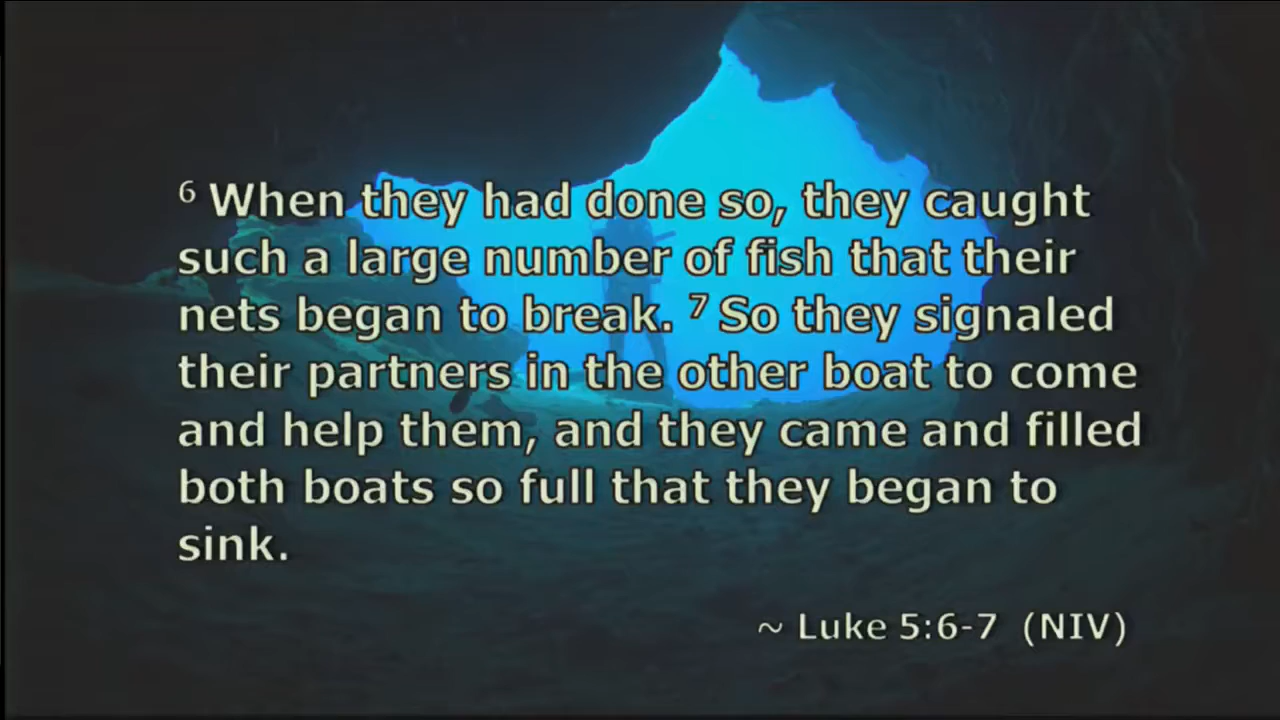 ⁶ When they had done so, they caught
such a large number of fish that their
nets began to break. ⁷ So they signaled
their partners in the other boat to come
and help them, and they came and filled
both boats so full that they began to
sink.
~ Luke 5:6-7 (NIV)